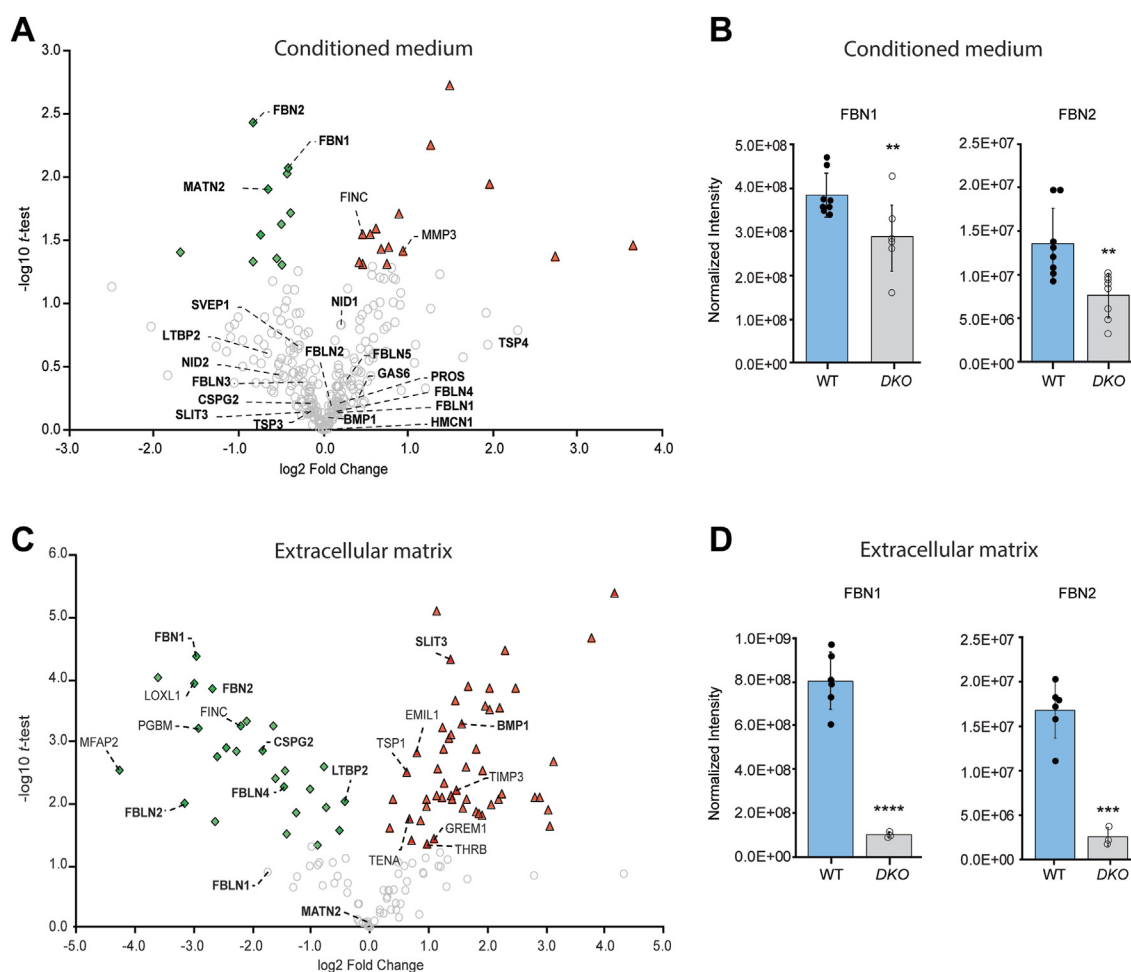 A
Conditioned medium
3.0
2.5
2.0
1.5
1.0
0.5
0.0
-log10 t-test
FBN2
FBN1
MATN2
FINC
MMP3
SVEP1
NID1
LTBP2
FBLN2
FBLN5
TSP4
NID2
GAS6
FBLN3
PROS
CSPG2
FBLN4
SLIT3
FBLN1
TSP3
BMP1
HMCN1
-3.0 -2.0 -1.0 0.0 1.0 2.0 3.0 4.0
log2 Fold Change
B
Conditioned medium
FBN1
Normalized Intensity
5.0E+08
4.0E+08
3.0E+08
2.0E+08
1.0E+08
0.0E+00
**
WT DKO
FBN2
2.5E+07
2.0E+07
1.5E+07
1.0E+07
5.0E+06
0.0E+00
**
WT DKO
C
Extracellular matrix
6.0
5.0
4.0
3.0
2.0
1.0
0.0
-log10 t-test
FBN1
SLIT3
LOXL1
FBN2
FINC
EMIL1
PGBM
BMP1
MFAP2
CSPG2
TSP1
LTBP2
TIMP3
FBLN4
FBLN2
GREM1
TENA
THRB
FBLN1
MATN2
-5.0 -4.0 -3.0 -2.0 -1.0 0.0 1.0 2.0 3.0 4.0 5.0
log2 Fold Change
D
Extracellular matrix
FBN1
Normalized Intensity
1.0E+09
8.0E+08
6.0E+08
4.0E+08
2.0E+08
0.0E+00
****
WT DKO
FBN2
2.5E+07
2.0E+07
1.5E+07
1.0E+07
5.0E+06
0.0E+00
***
WT DKO